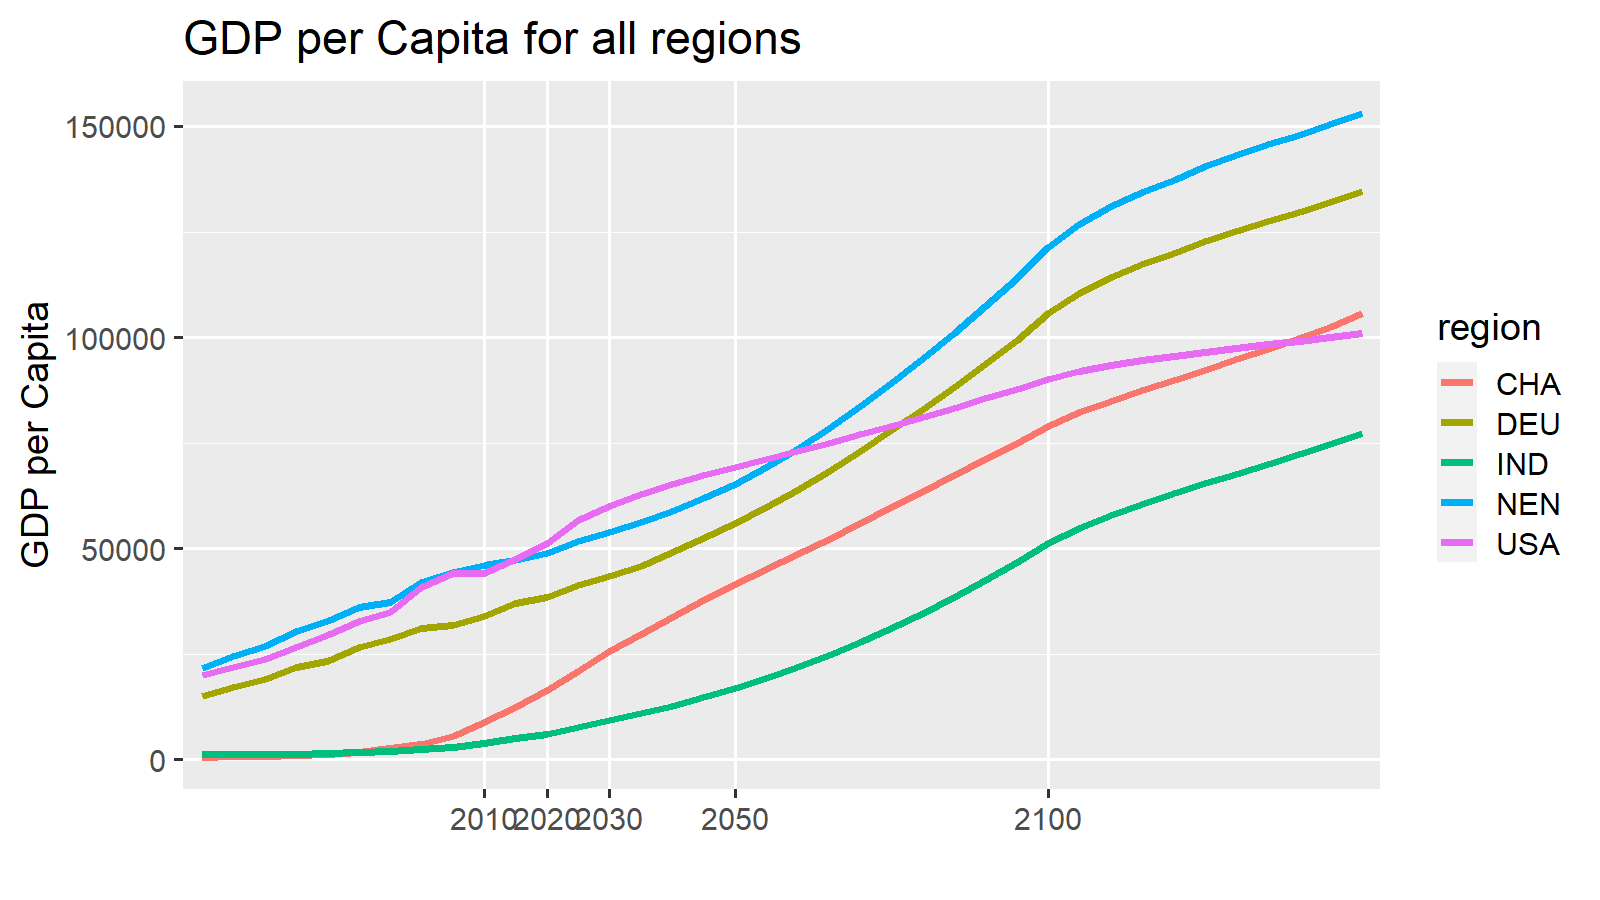 GDP per Capita for all regions
GDP per Capita
150000
100000
50000
0
2010
2020
2030
2050
2100
region
CHA
DEU
IND
NEN
USA